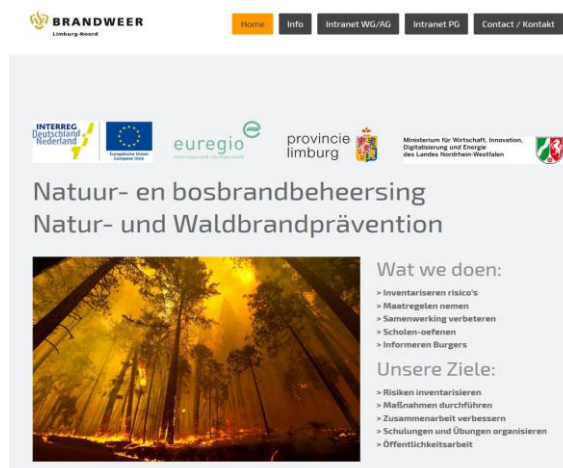 BRANDWEER
Limburg-Noord
Home Info Intranet WG/AG Intranet PG Contact / Kontakt
INTERREG
Deutschland
Nederland
Europäische Union
Europese Unie
euregio
provincie
limburg
Ministerium für Wirtschaft, Innovation,
Digitalisierung und Energie
des Landes Nordrhein-Westfalen
Natuur- en bosbrandbeheersing
Natur- und Waldbrandprävention
Wat we doen:
> Inventariseren risico's
> Maatregelen nemen
> Samenwerking verbeteren
> Scholen-oefenen
> Informeren Burgers
Unsere Ziele:
> Risiken inventarisieren
> Maßnahmen durchführen
> Zusammenarbeit verbessern
> Schulungen und Übungen organisieren
> Öffentlichkeitsarbeit